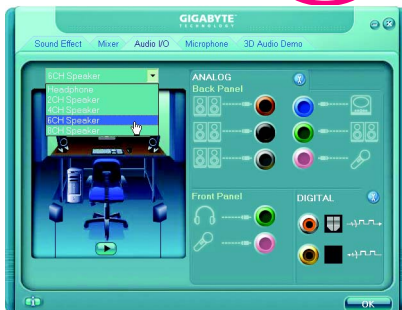 GIGABYTE
TECHNOLOGY
Sound Effect Mixer Audio I/O Microphone 3D Audio Demo
6CH Speaker
Headphone
2CH Speaker
4CH Speaker
6CH Speaker
8CH Speaker
ANALOG
Back Panel
Front Panel
DIGITAL
OK